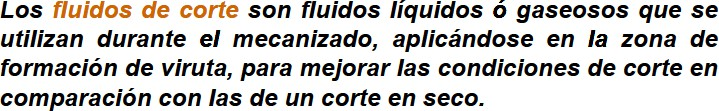 Los fluidos de corte son fluidos líquidos ó gaseosos que se
utilizan durante el mecanizado, aplicándose en la zona de
formación de viruta, para mejorar las condiciones de corte en
comparación con las de un corte en seco.